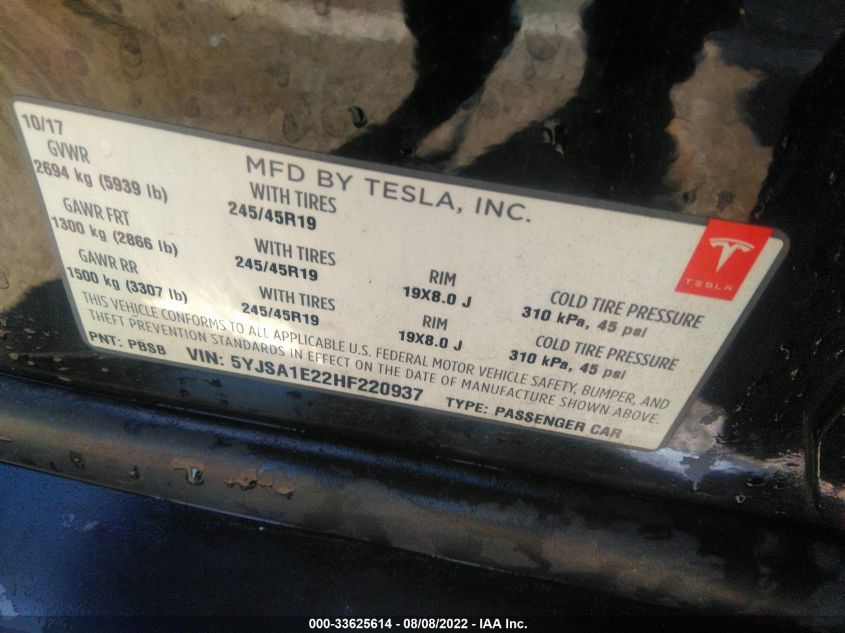 10/17
MFD BY TESLA, INC.
GVWR
2694 kg (5939 lb)
WITH TIRES
245/45R19
GAWR FRT
1300 kg (2866 lb)
WITH TIRES
245/45R19
RIM
19X8.0 J
COLD TIRE PRESSURE
310 kPa, 45 psi
GAWR RR
1500 kg (3307 lb)
WITH TIRES
245/45R19
RIM
19X8.0 J
COLD TIRE PRESSURE
310 kPa, 45 psi
TESLA
THIS VEHICLE CONFORMS TO ALL APPLICABLE U.S. FEDERAL MOTOR VEHICLE SAFETY, BUMPER, AND
THEFT PREVENTION STANDARDS IN EFFECT ON THE DATE OF MANUFACTURE SHOWN ABOVE.
PNT: PBSB VIN: 5YJSA1E22HF220937 TYPE: PASSENGER CAR
000-33625614 - 08/08/2022 - IAA Inc.